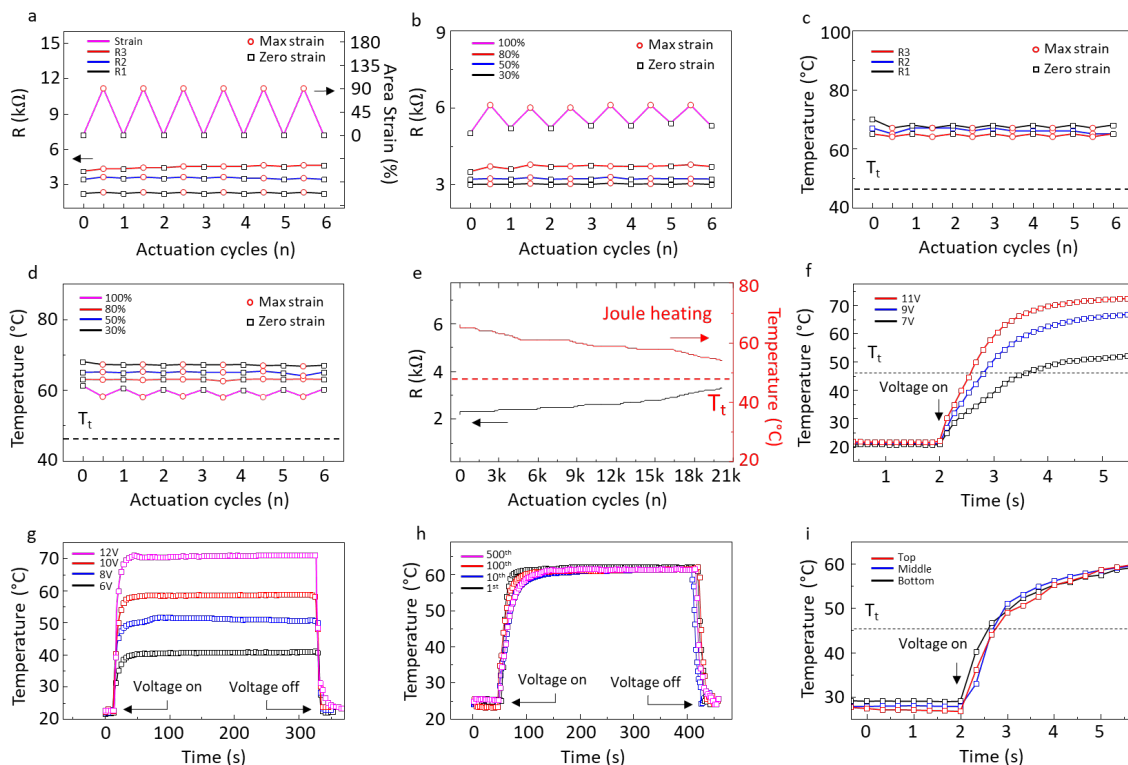 a
R (kΩ)
15
12
9
6
3
Strain
R3
R2
R1
Max strain
Zero strain
180
135
90
45
0
Area Strain (%)
0 1 2 3 4 5 6
Actuation cycles (n)
b
R (kΩ)
9
6
3
100%
80%
50%
30%
Max strain
Zero strain
0 1 2 3 4 5 6
Actuation cycles (n)
c
Temperature (°C)
100
80
60
40
R3
R2
R1
Max strain
Zero strain
Tt
0 1 2 3 4 5 6
Actuation cycles (n)
d
Temperature (°C)
80
60
40
100%
80%
50%
30%
Max strain
Zero strain
Tt
0 1 2 3 4 5 6
Actuation cycles (n)
e
R (kΩ)
6
4
2
Joule heating
Tt
80
60
40
20
Temperature (°C)
0 3k 6k 9k 12k 15k 18k 21k
Actuation cycles (n)
f
Temperature (°C)
70
60
50
40
30
20
11V
9V
7V
Tt
Voltage on
1 2 3 4 5
Time (s)
g
Temperature (°C)
70
60
50
40
30
20
12V
10V
8V
6V
Voltage on
Voltage off
0 100 200 300
Time (s)
h
Temperature (°C)
60
50
40
30
20
500th
100th
10th
1st
Voltage on
Voltage off
0 100 200 300 400
Time (s)
i
Temperature (°C)
60
50
40
30
Top
Middle
Bottom
Tt
Voltage on
0 1 2 3 4 5
Time (s)